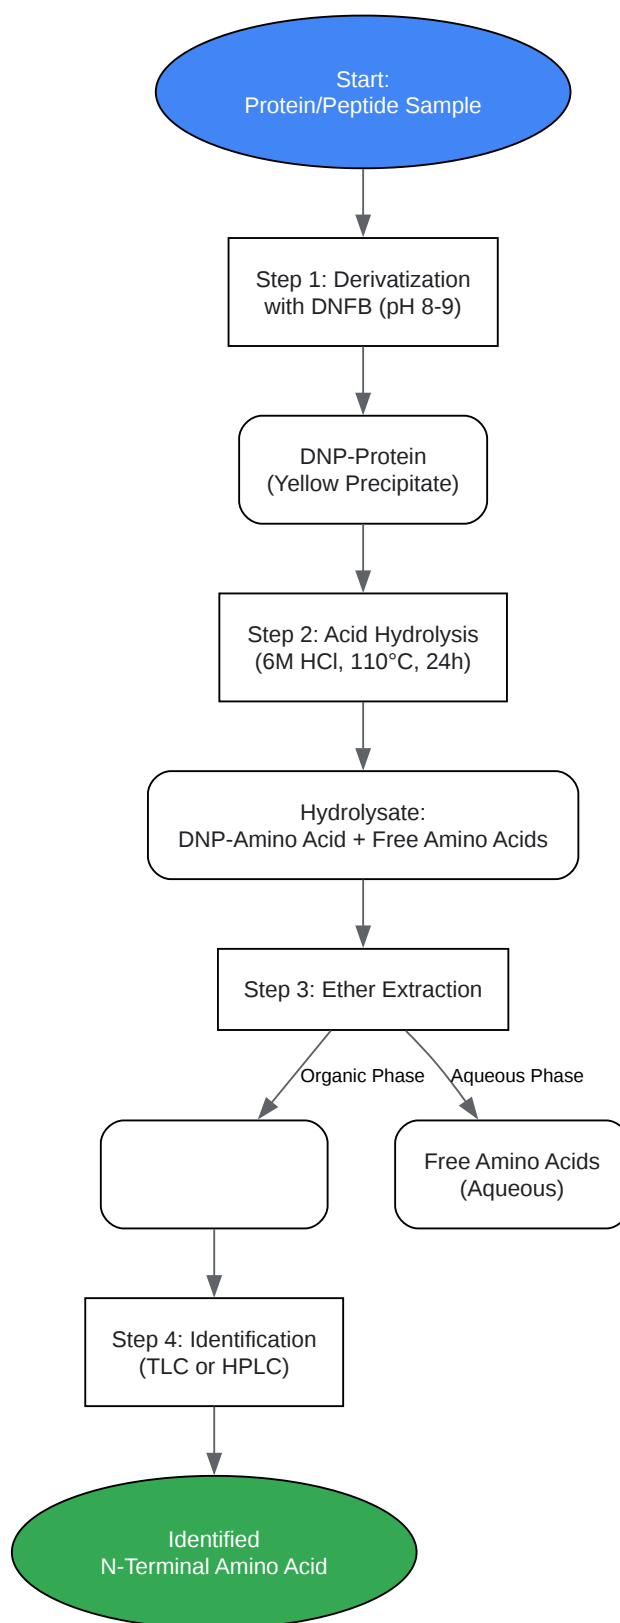 Start:
Protein/Peptide Sample
Step 1: Derivatization
with DNFB (pH 8-9)
DNP-Protein
(Yellow Precipitate)
Step 2: Acid Hydrolysis
(6M HCl, 110°C, 24h)
Hydrolysate:
DNP-Amino Acid + Free Amino Acids
Step 3: Ether Extraction
Organic Phase
Aqueous Phase
Free Amino Acids
(Aqueous)
Step 4: Identification
(TLC or HPLC)
Identified
N-Terminal Amino Acid